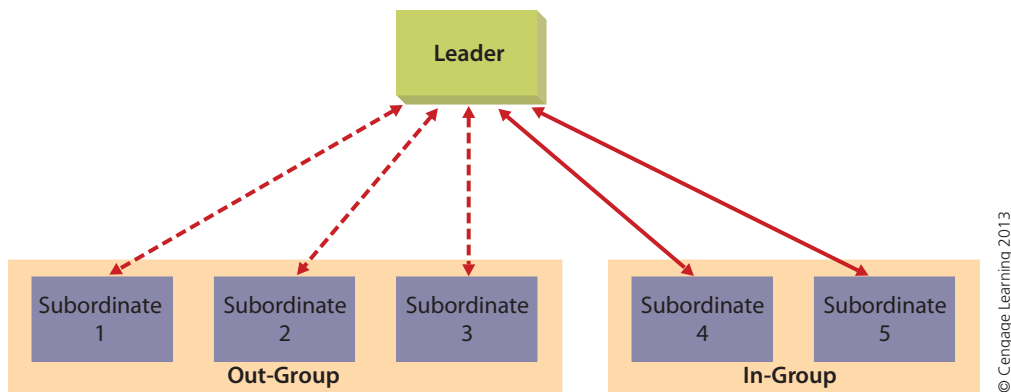 Leader
Subordinate
1
Subordinate
2
Subordinate
3
Out-Group
Subordinate
4
Subordinate
5
In-Group
© Cengage Learning 2013